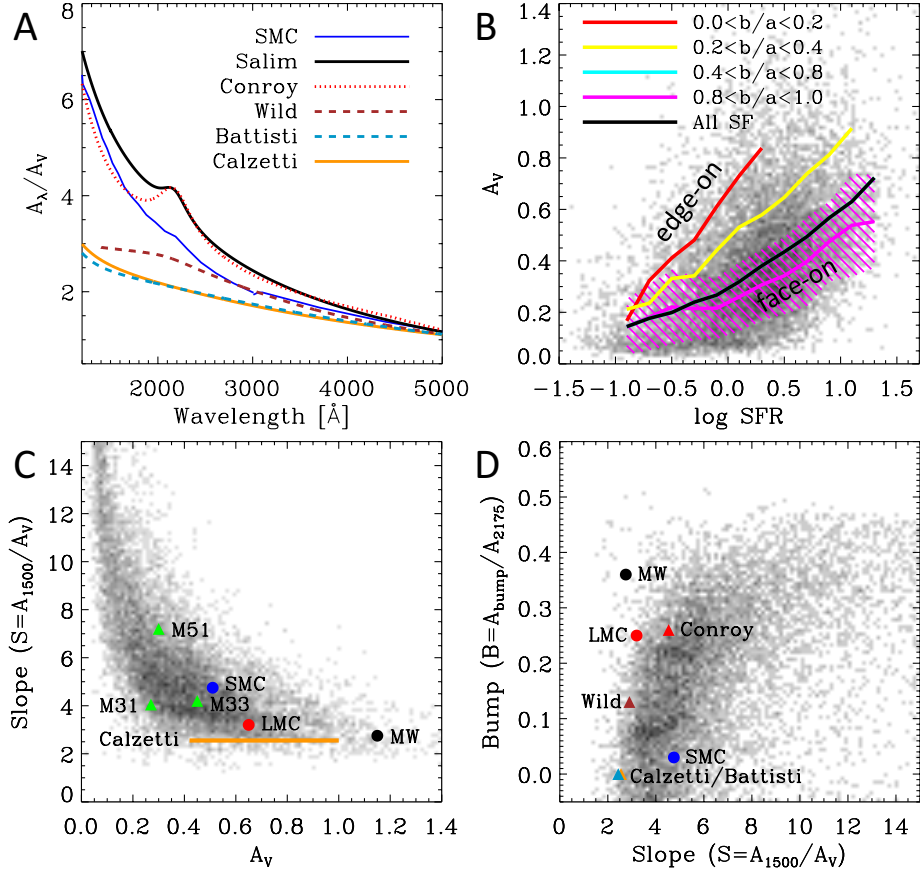 A
8
6
4
2
A_λ/A_V
SMC
Salim
Conroy
Wild
Battisti
Calzetti
2000 3000 4000 5000
Wavelength [Å]
B
1.4
1.2
1.0
0.8
0.6
0.4
0.2
0.0
A_V
0.0<b/a<0.2
0.2<b/a<0.4
0.4<b/a<0.8
0.8<b/a<1.0
All SF
edge-on
face-on
−1.5 −1.0 −0.5 0.0 0.5 1.0 1.5
log SFR
C
14
12
10
8
6
4
2
0
Slope (S=A_1500/A_V)
M51
SMC
M31
M33
LMC
Calzetti
MW
0.0 0.2 0.4 0.6 0.8 1.0 1.2 1.4
A_V
D
0.6
0.5
0.4
0.3
0.2
0.1
0.0
Bump (B=A_bump/A_2175)
MW
LMC
Conroy
Wild
SMC
Calzetti/Battisti
0 2 4 6 8 10 12 14
Slope (S=A_1500/A_V)